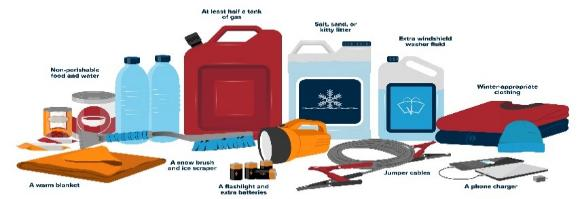 At least half a tank
of gas
Salt, sand, or
kitty litter
Extra windshield
washer fluid
Non-perishable
food and water
Winter-appropriate
clothing
A snow brush
and ice scraper
A warm blanket
A flashlight and
extra batteries
Jumper cables
A phone charger